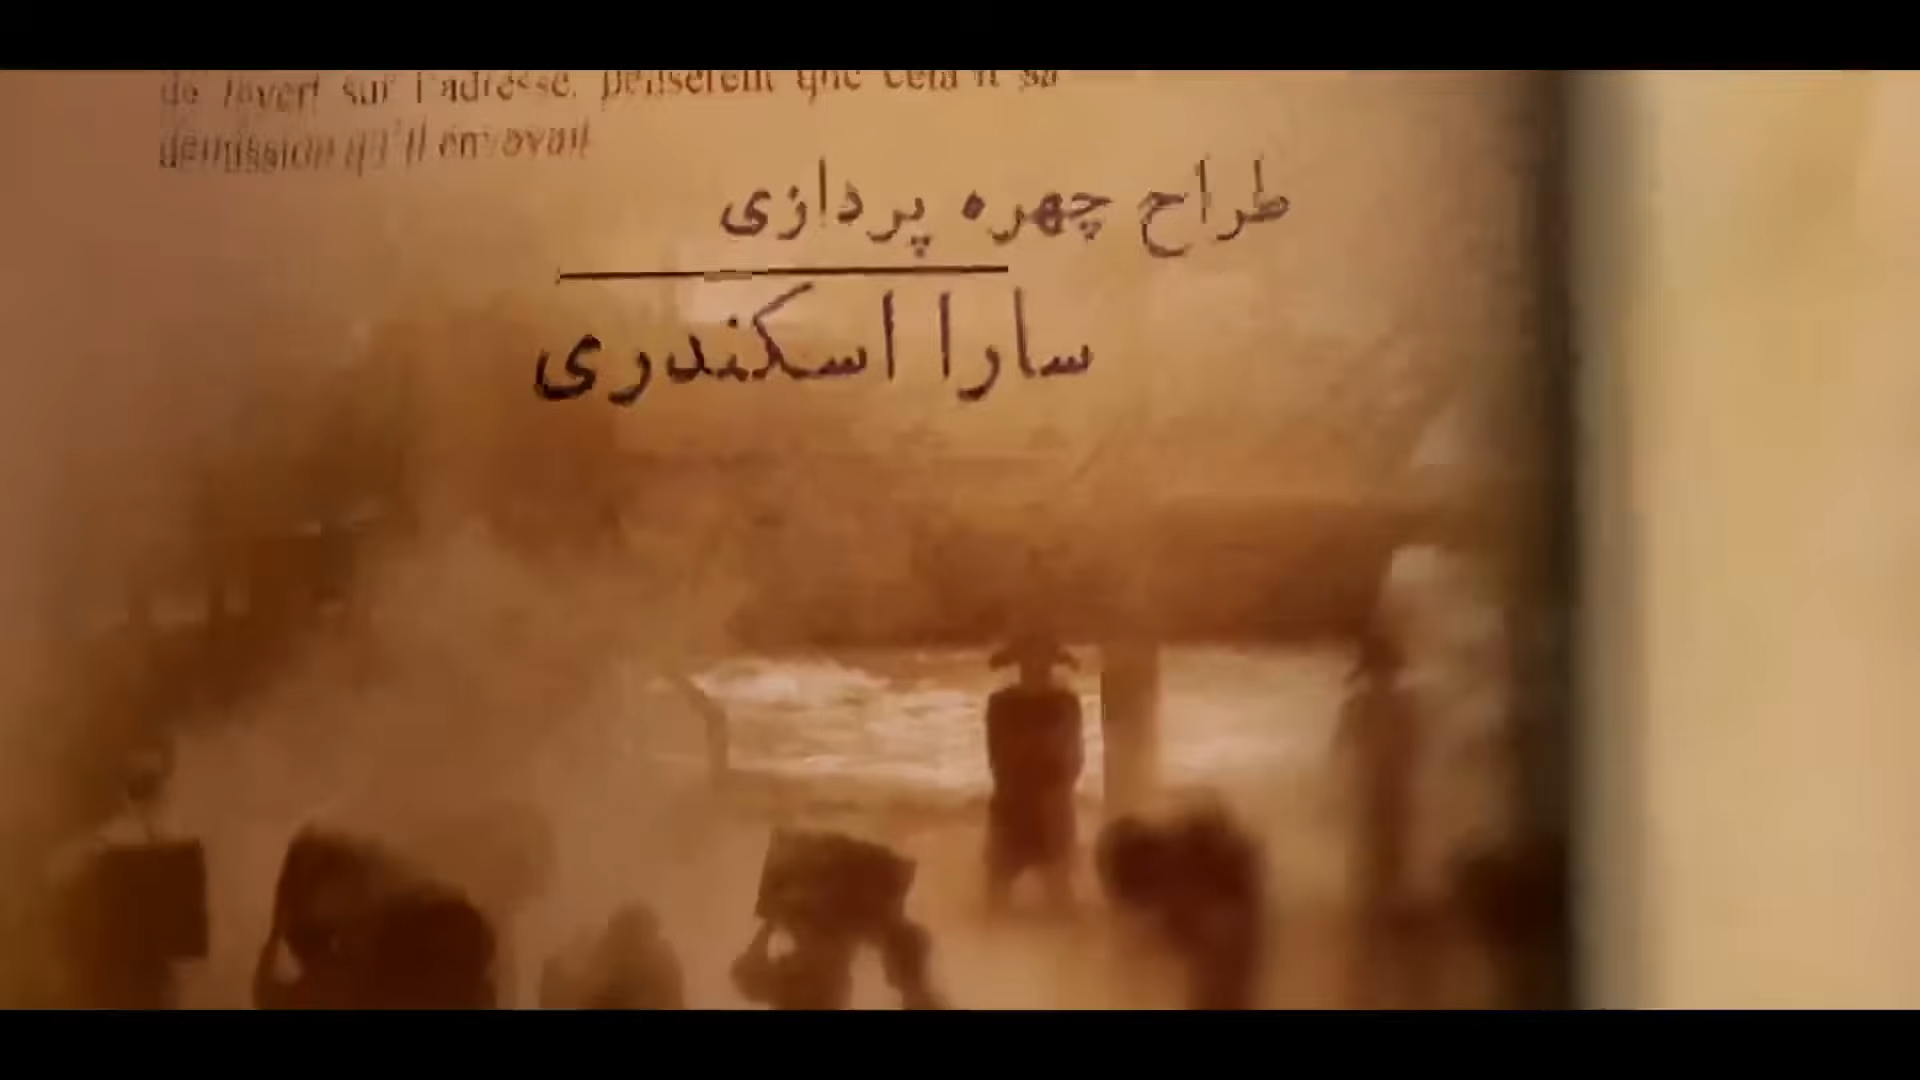 sur l'adresse, pensèrent que cela
démission qu'il envoyait
طراح چهره پردازی
سارا اسکندری